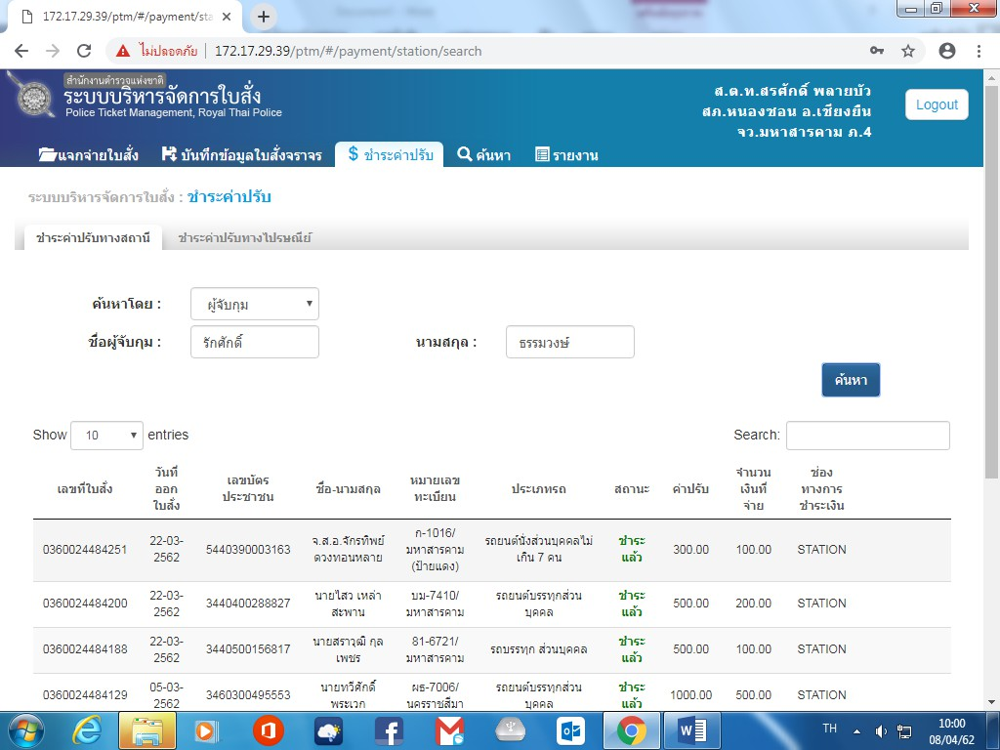 172.17.29.39/ptm/#/payment/sta
ไม่ปลอดภัย 172.17.29.39/ptm/#/payment/station/search
สำนักงานตำรวจแห่งชาติ
ระบบบริหารจัดการใบสั่ง
Police Ticket Management, Royal Thai Police
ส.ต.ท.สรศักดิ์ พลายบัว
สภ.หนองซอน อ.เชียงยืน
จว.มหาสารคาม ภ.4
Logout
แจกจ่ายใบสั่ง บันทึกข้อมูลใบสั่งจราจร $ ชำระค่าปรับ ค้นหา รายงาน
ระบบบริหารจัดการใบสั่ง : ชำระค่าปรับ
ชำระค่าปรับทางสถานี ชำระค่าปรับทางไปรษณีย์
ค้นหาโดย : ผู้จับกุม
ชื่อผู้จับกุม : รักศักดิ์ นามสกุล : ธรรมวงษ์
ค้นหา
Show 10 entries Search:
เลขที่ใบสั่ง วันที่ออกใบสั่ง เลขบัตรประชาชน ชื่อ-นามสกุล หมายเลขทะเบียน ประเภทรถ สถานะ ค่าปรับ จำนวนเงินที่จ่าย ช่องทางการชำระเงิน
0360024484251 22-03-2562 5440390003163 จ.ส.อ.จักรทิพย์ ดวงทอนหลาย ก-1016/มหาสารคาม (ป้ายแดง) รถยนต์นั่งส่วนบุคคลไม่เกิน 7 คน ชำระแล้ว 300.00 100.00 STATION
0360024484200 22-03-2562 3440400288827 นายไสว เหล่าสะพาน บม-7410/มหาสารคาม รถยนต์บรรทุกส่วนบุคคล ชำระแล้ว 500.00 200.00 STATION
0360024484188 22-03-2562 3440500156817 นายสราวุฒิ กุลเพชร 81-6721/มหาสารคาม รถบรรทุก ส่วนบุคคล ชำระแล้ว 500.00 100.00 STATION
0360024484129 05-03-2562 3460300495553 นายทวีศักดิ์ พระเวก ผธ-7006/นครราชสีมา รถยนต์บรรทุกส่วนบุคคล ชำระแล้ว 1000.00 500.00 STATION
TH 10:00
08/04/62